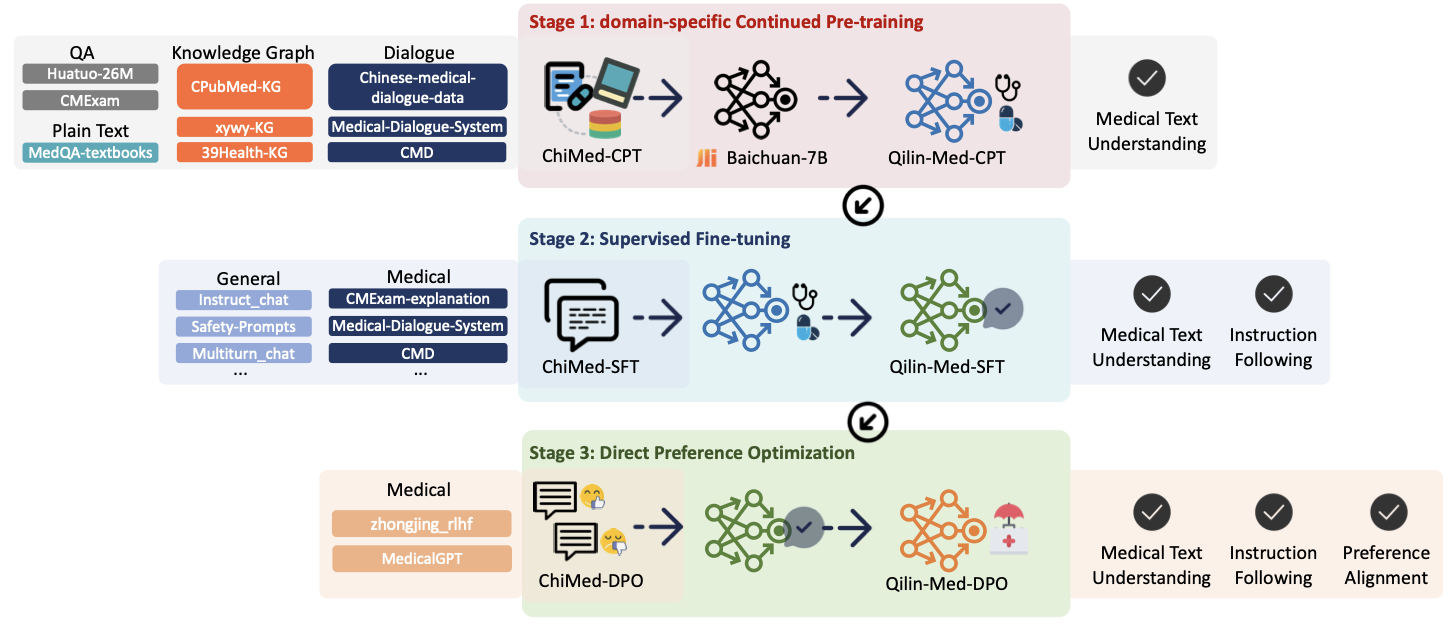 Stage 1: domain-specific Continued Pre-training
QA
Huatuo-26M
CMExam
Plain Text
MedQA-textbooks
Knowledge Graph
CPubMed-KG
xywy-KG
39Health-KG
Dialogue
Chinese-medical-
dialogue-data
Medical-Dialogue-System
CMD
ChiMed-CPT
Baichuan-7B
Qilin-Med-CPT
Medical Text
Understanding
Stage 2: Supervised Fine-tuning
General
Instruct_chat
Safety-Prompts
Multiturn_chat
...
Medical
CMExam-explanation
Medical-Dialogue-System
CMD
...
ChiMed-SFT
Qilin-Med-SFT
Medical Text
Understanding
Instruction
Following
Stage 3: Direct Preference Optimization
Medical
zhongjing_rlhf
MedicalGPT
ChiMed-DPO
Qilin-Med-DPO
Medical Text
Understanding
Instruction
Following
Preference
Alignment